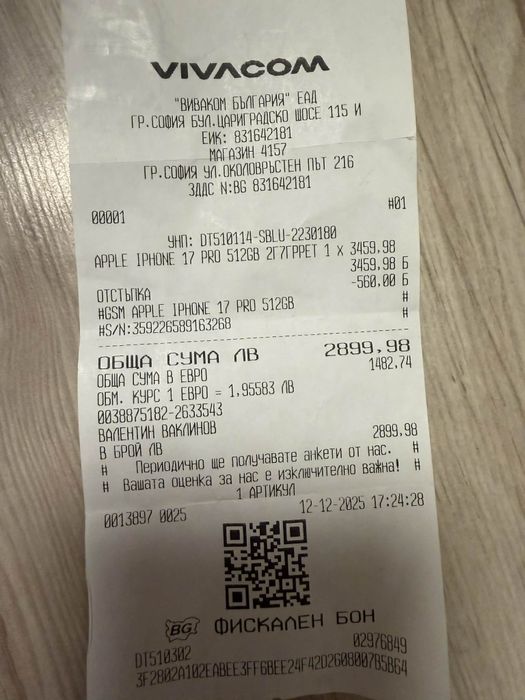 VIVACOM
"ВИВАКОМ БЪЛГАРИЯ" ЕАД
ГР.СОФИЯ БУЛ.ЦАРИГРАДСКО ШОСЕ 115 И
ЕИК: 831642181
МАГАЗИН 4157
ГР.СОФИЯ УЛ.ОКОЛОВРЪСТЕН ПЪТ 216
ЗДДС N:BG 831642181
00001 #01
УНП: DT510114-SBLU-2230180
APPLE IPHONE 17 PRO 512GB 2Г7ГРРЕТ 1 x 3459.98
3459.98 Б
ОТСТЪПКА -560.00 Б
#GSM APPLE IPHONE 17 PRO 512GB #
#S/N:359226589163268 #
ОБЩА СУМА ЛВ 2899,98
ОБЩА СУМА В ЕВРО 1482.74
ОБМ. КУРС 1 ЕВРО = 1,95583 ЛВ
0038875182-2633543
ВАЛЕНТИН ВАКЛИНОВ
В БРОЙ ЛВ 2899.98
# Периодично ще получавате анкети от нас. #
# Вашата оценка за нас е изключително важна! #
1 АРТИКУЛ
0013897 0025 12-12-2025 17:24:28
BG ФИСКАЛЕН БОН
DT510302 02976849
3F2802A102EABEE3FF6BEE24F42D2608007B5B64